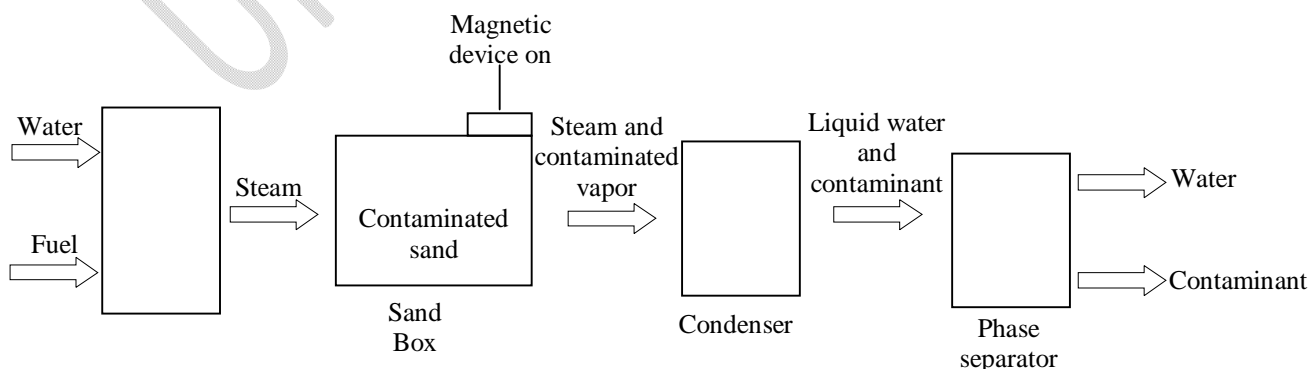 Magnetic
device on
Water
Fuel
Steam
Contaminated
sand
Sand
Box
Steam and
contaminated
vapor
Condenser
Liquid water
and
contaminant
Phase
separator
Water
Contaminant